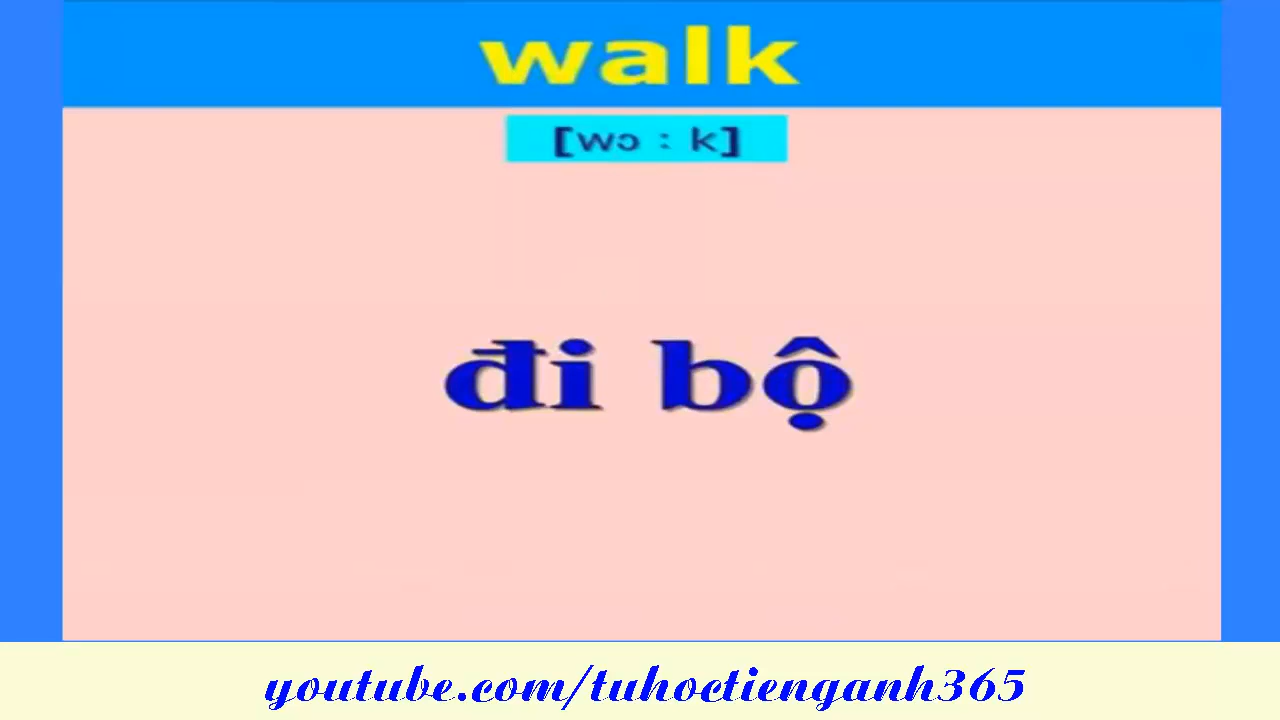 walk
[wɔ : k]
đi bộ
youtube.com/tuhoctienganh365